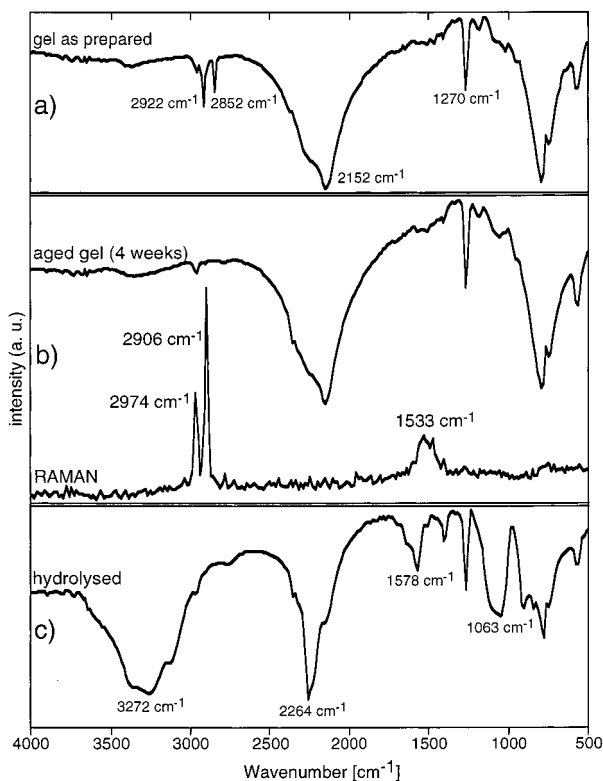 gel as prepared
a)
2922 cm-1
2852 cm-1
1270 cm-1
2152 cm-1
aged gel (4 weeks)
b)
2906 cm-1
2974 cm-1
1533 cm-1
RAMAN
hydrolysed
c)
1578 cm-1
1063 cm-1
3272 cm-1
2264 cm-1
intensity (a. u.)
4000 3500 3000 2500 2000 1500 1000 500
Wavenumber [cm-1]